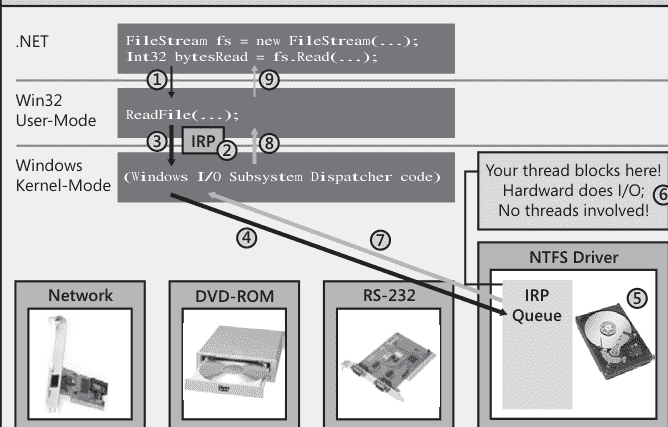 .NET
FileStream fs = new FileStream(...);
Int32 bytesRead = fs.Read(...);
1
9
Win32
User-Mode
ReadFile(...);
3
IRP
2
8
Windows
Kernel-Mode
(Windows I/O Subsystem Dispatcher code)
Your thread blocks here!
Hardward does I/O;
No threads involved!
6
4
7
NTFS Driver
IRP
Queue
5
Network
DVD-ROM
RS-232